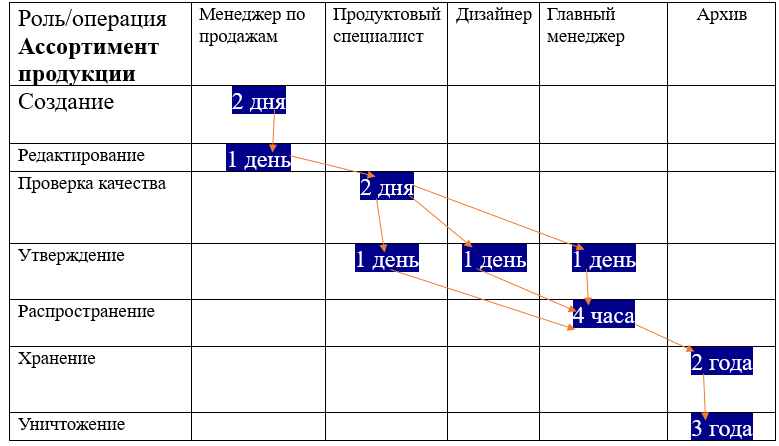 Роль/операция
Ассортимент
продукции
Менеджер по
продажам
Продуктовый
специалист
Дизайнер
Главный
менеджер
Архив
Создание
2 дня
Редактирование
1 день
Проверка качества
2 дня
Утверждение
1 день
1 день
1 день
Распространение
4 часа
Хранение
2 года
Уничтожение
3 года